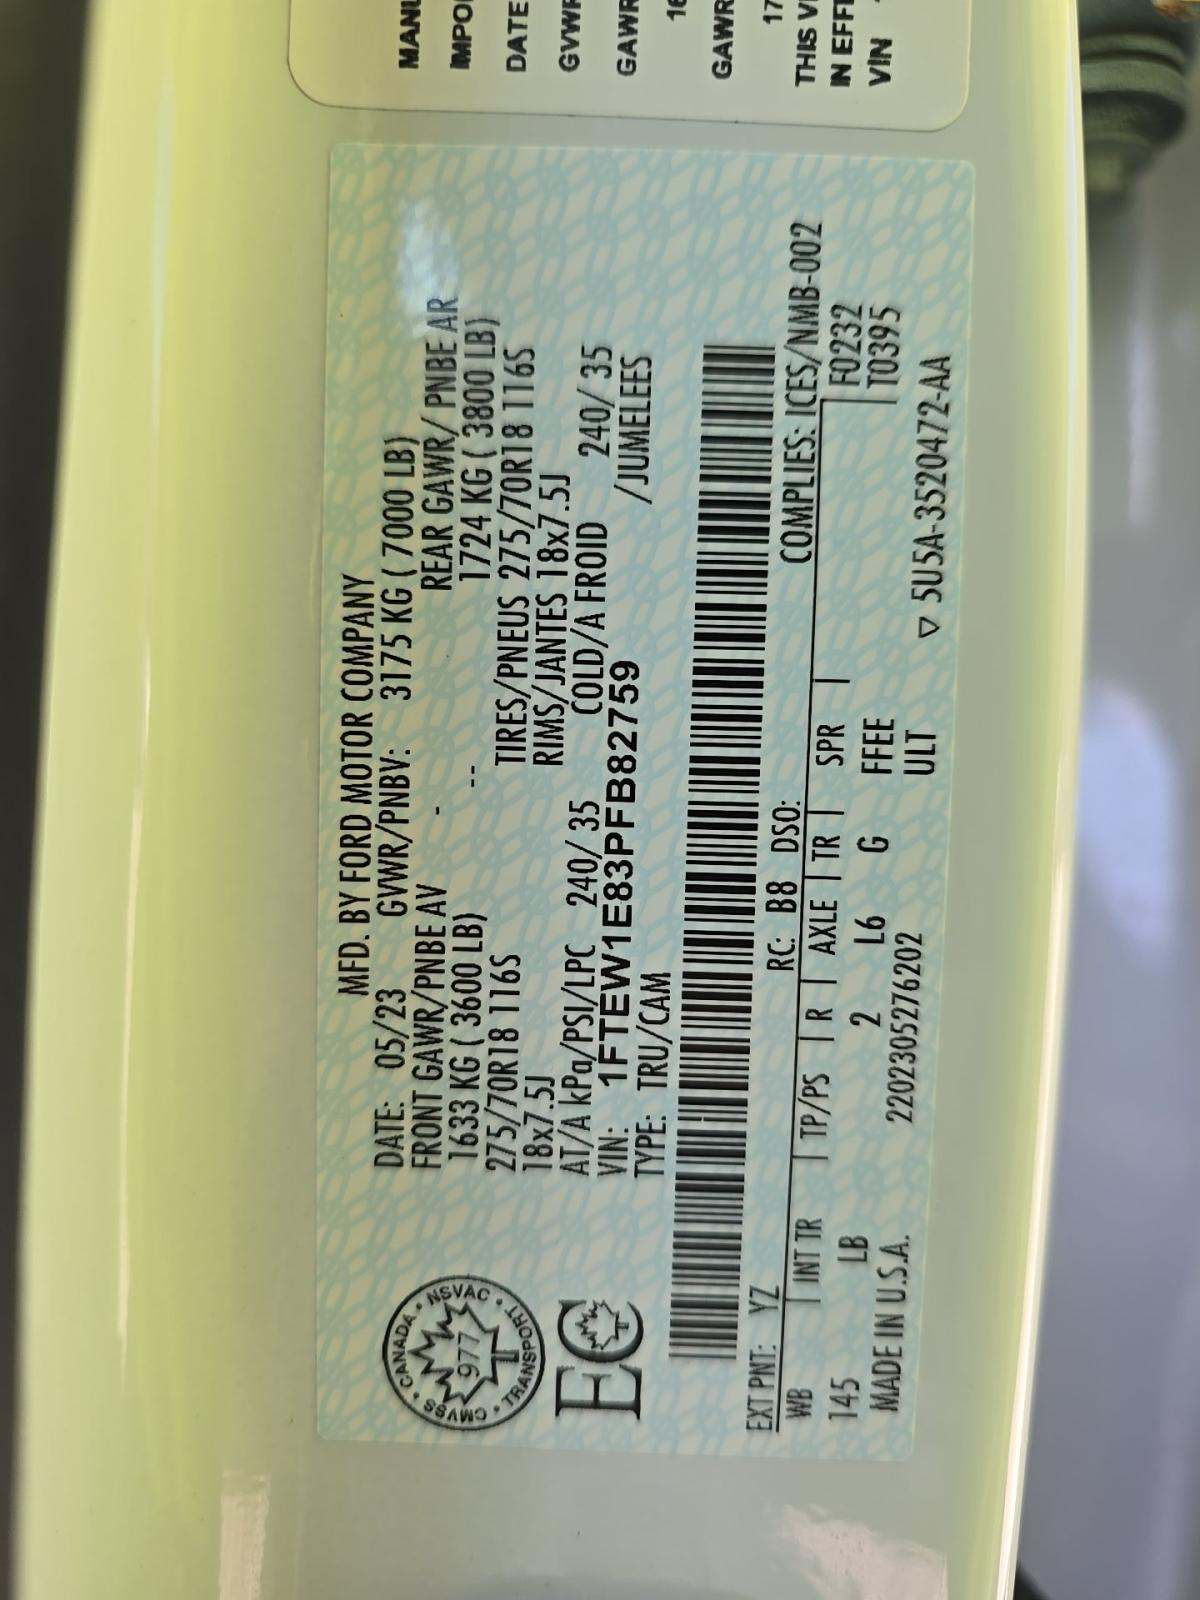 MFD. BY FORD MOTOR COMPANY
DATE: 05/23 GVWR/PNBV: 3175 KG ( 7000 LB)
FRONT GAWR/PNBE AV - REAR GAWR/ PNBE AR
1633 KG ( 3600 LB) -- 1724 KG ( 3800 LB)
275/70R18 116S TIRES/PNEUS 275/70R18 116S
18x7.5J RIMS/JANTES 18x7.5J
AT/A kPa/PSI/LPC 240/ 35 COLD/A FROID 240/ 35
VIN: 1FTEW1E83PFB82759 /JUMELEES
TYPE: TRU/CAM
CANADA • NSVAC • TRANSPORT • CMVSS •
977
EC
EXT PNT: YZ RC: B8 DSO: COMPLIES: ICES/NMB-002
WB | INT TR | TP/PS | R | AXLE | TR | SPR | F0232
145 LB 2 L6 G FFEE | T0395
MADE IN U.S.A. 2202305276202 ULT ▽ 5U5A-3520472-AA
MANU
IMPO
DATE
GVWR
GAWR
16
GAWR
17
THIS V
IN EFF
VIN